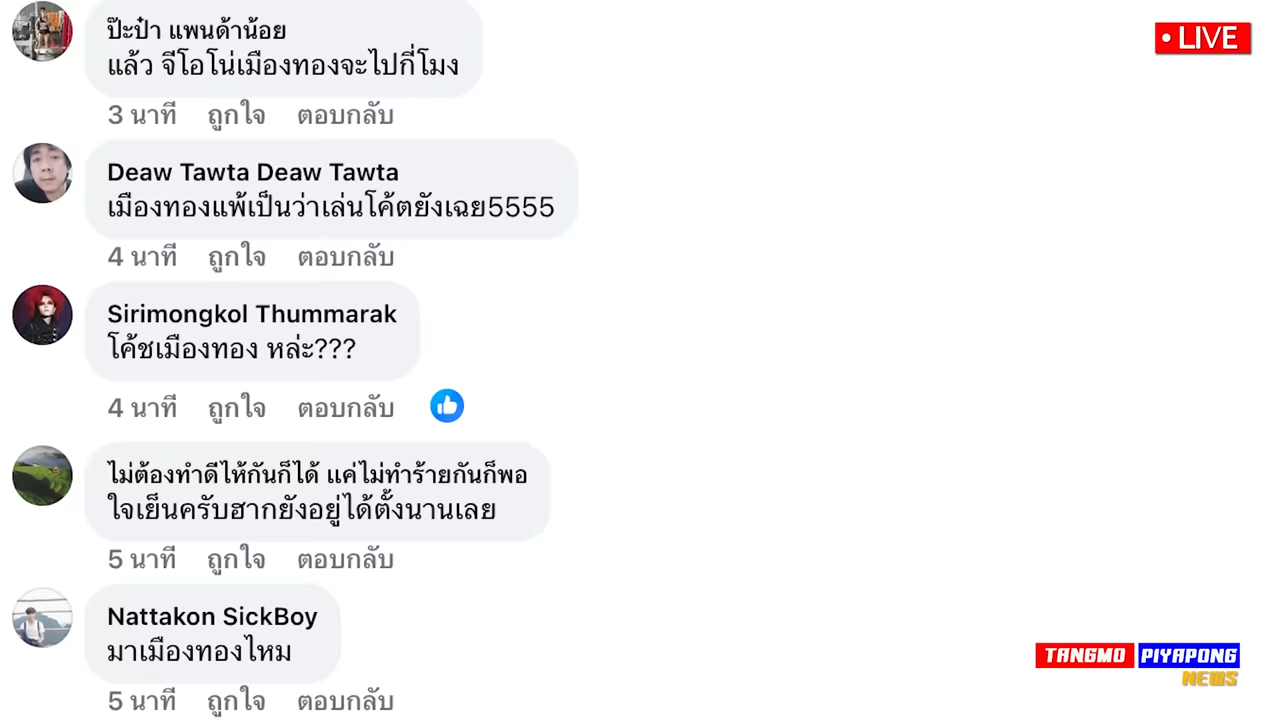 ป๊ะป๋า แพนด้าน้อย
แล้ว จีโอโน่เมืองทองจะไปกี่โมง
3 นาที ถูกใจ ตอบกลับ
• LIVE
Deaw Tawta Deaw Tawta
เมืองทองแพ้เป็นว่าเล่นโค้ตยังเฉย5555
4 นาที ถูกใจ ตอบกลับ
Sirimongkol Thummarak
โค้ชเมืองทอง หล่ะ???
4 นาที ถูกใจ ตอบกลับ
ไม่ต้องทำดีไห้กันก็ได้ แค่ไม่ทำร้ายกันก็พอ
ใจเย็นครับฮากยังอยู่ได้ตั้งนานเลย
5 นาที ถูกใจ ตอบกลับ
Nattakon SickBoy
มาเมืองทองไหม
5 นาที ถูกใจ ตอบกลับ
TANGMO PIYAPONG
NEWS